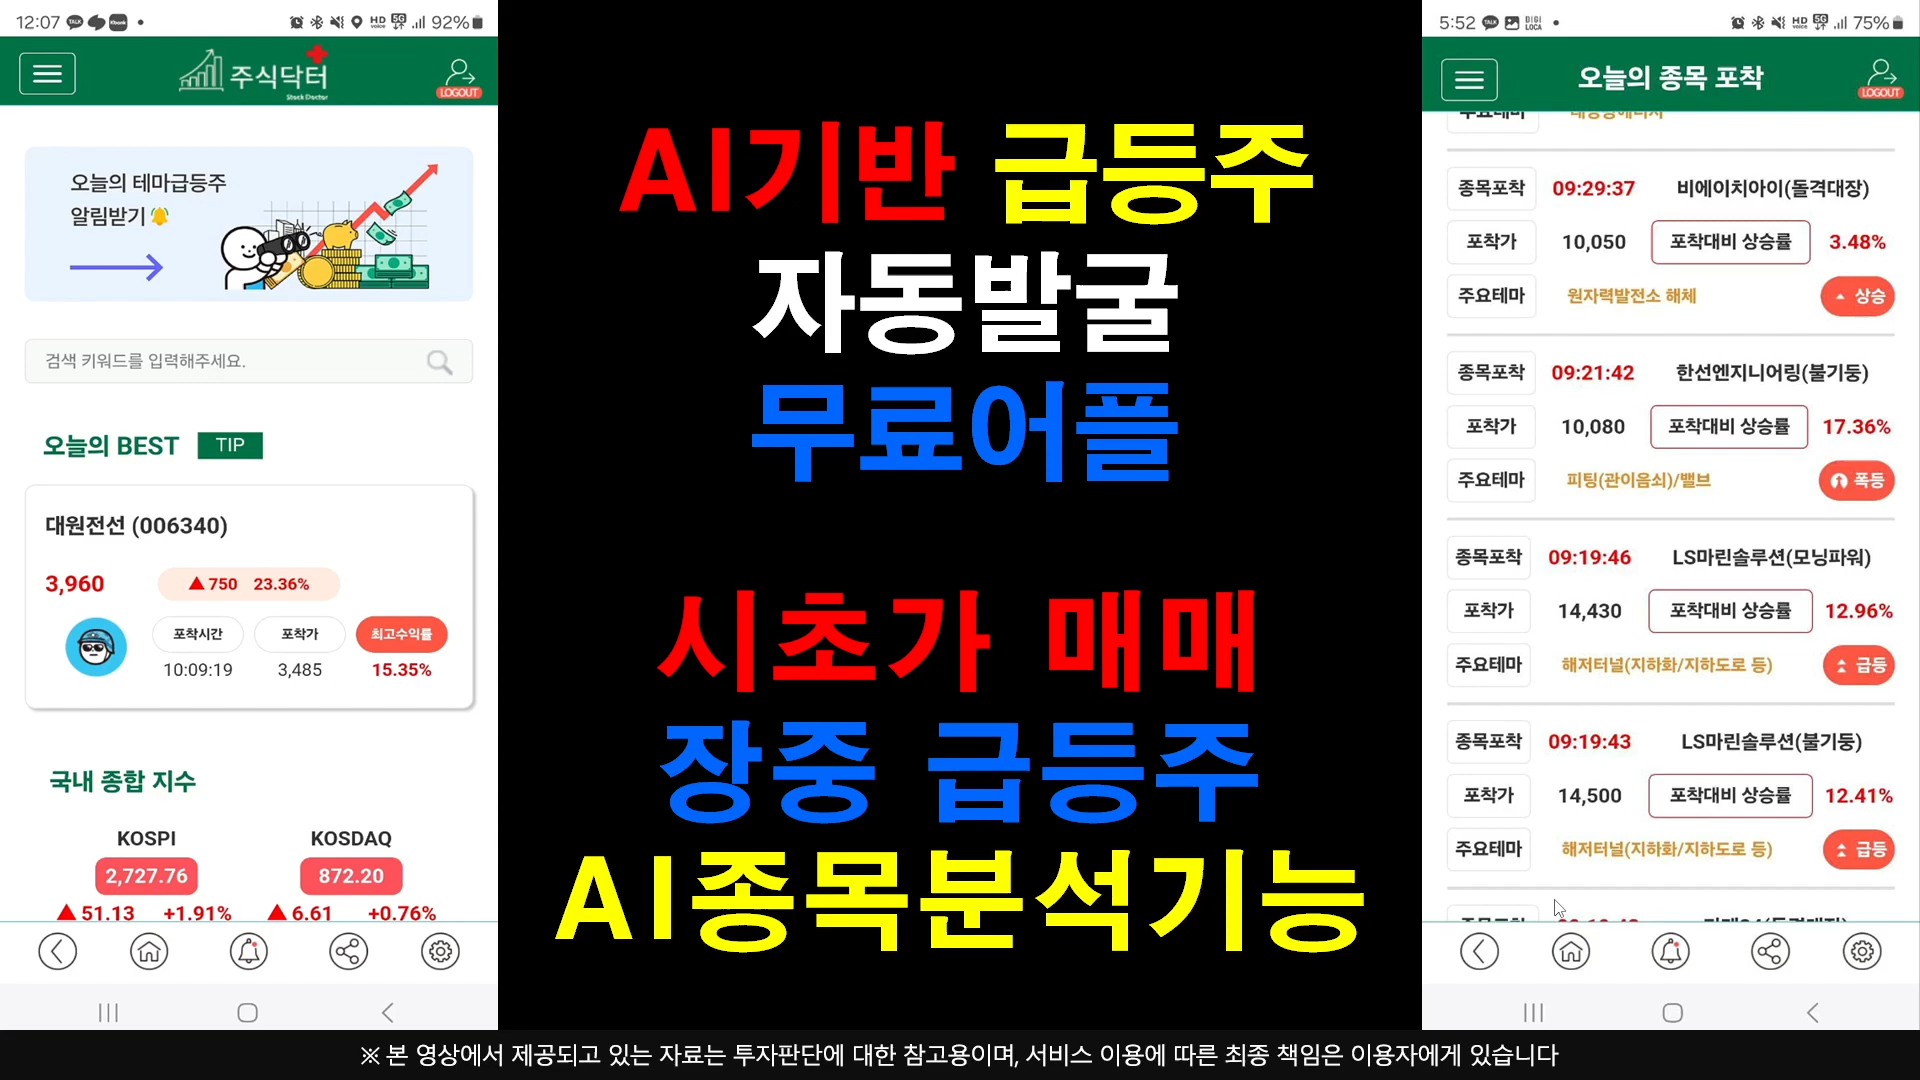 12:07
92%
주식닥터
Stock Doctor
LOGOUT
오늘의 테마급등주
알림받기
검색 키워드를 입력해주세요.
오늘의 BEST TIP
대원전선 (006340)
3,960 ▲750 23.36%
포착시간 포착가 최고수익률
10:09:19 3,485 15.35%
국내 종합 지수
KOSPI KOSDAQ
2,727.76 872.20
▲51.13 +1.91% ▲6.61 +0.76%
AI기반 급등주
자동발굴
무료어플
시초가 매매
장중 급등주
AI종목분석기능
5:52
75%
오늘의 종목 포착
LOGOUT
종목포착 09:29:37 비에이치아이(돌격대장)
포착가 10,050 포착대비 상승률 3.48%
주요테마 원자력발전소 해체 상승
종목포착 09:21:42 한선엔지니어링(불기둥)
포착가 10,080 포착대비 상승률 17.36%
주요테마 피팅(관이음쇠)/밸브 폭등
종목포착 09:19:46 LS마린솔루션(모닝파워)
포착가 14,430 포착대비 상승률 12.96%
주요테마 해저터널(지하화/지하도로 등) 급등
종목포착 09:19:43 LS마린솔루션(불기둥)
포착가 14,500 포착대비 상승률 12.41%
주요테마 해저터널(지하화/지하도로 등) 급등
※ 본 영상에서 제공되고 있는 자료는 투자판단에 대한 참고용이며, 서비스 이용에 따른 최종 책임은 이용자에게 있습니다